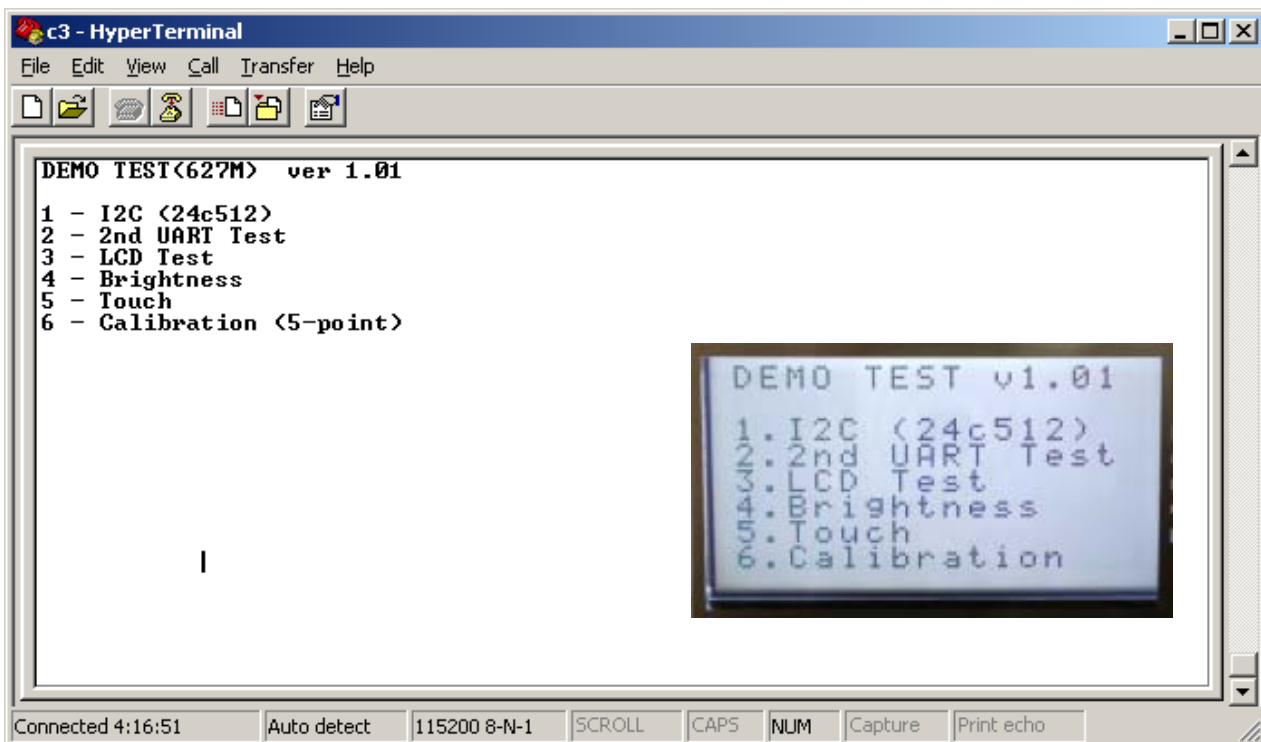 c3 - HyperTerminal
File Edit View Call Transfer Help
DEMO TEST(627M) ver 1.01
1 - I2C (24c512)
2 - 2nd UART Test
3 - LCD Test
4 - Brightness
5 - Touch
6 - Calibration (5-point)
DEMO TEST v1.01
1.I2C (24c512)
2.2nd UART Test
3.LCD Test
4.Brightness
5.Touch
6.Calibration
Connected 4:16:51 Auto detect 115200 8-N-1 SCROLL CAPS NUM Capture Print echo